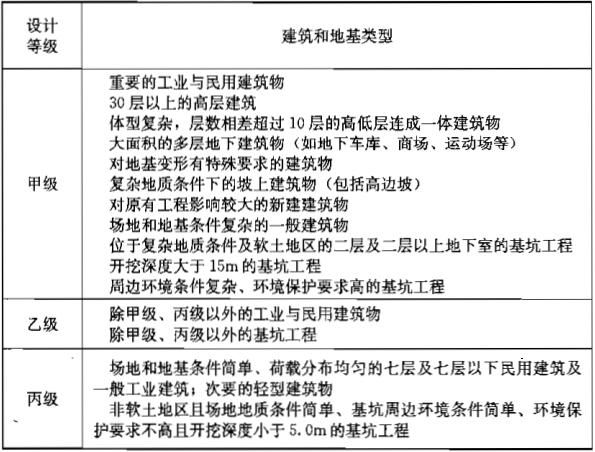 设计
等级
建筑和地基类型
甲级
重要的工业与民用建筑物
30层以上的高层建筑
体型复杂，层数相差超过10层的高低层连成一体建筑物
大面积的多层地下建筑物（如地下车库、商场、运动场等）
对地基变形有特殊要求的建筑物
复杂地质条件下的坡上建筑物（包括高边坡）
对原有工程影响较大的新建建筑物
场地和地基条件复杂的一般建筑物
位于复杂地质条件及软土地区的二层及二层以上地下室的基坑工程
开挖深度大于15m的基坑工程
周边环境条件复杂、环境保护要求高的基坑工程
乙级
除甲级、丙级以外的工业与民用建筑物
除甲级、丙级以外的基坑工程
丙级
场地和地基条件简单、荷载分布均匀的七层及七层以下民用建筑及
一般工业建筑；次要的轻型建筑物
非软土地区且场地地质条件简单、基坑周边环境条件简单、环境保
护要求不高且开挖深度小于5.0m的基坑工程